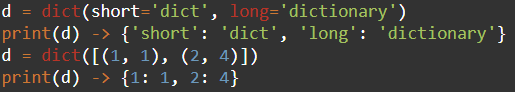 d = dict(short='dict', long='dictionary')
print(d) -> {'short': 'dict', 'long': 'dictionary'}
d = dict([(1, 1), (2, 4)])
print(d) -> {1: 1, 2: 4}